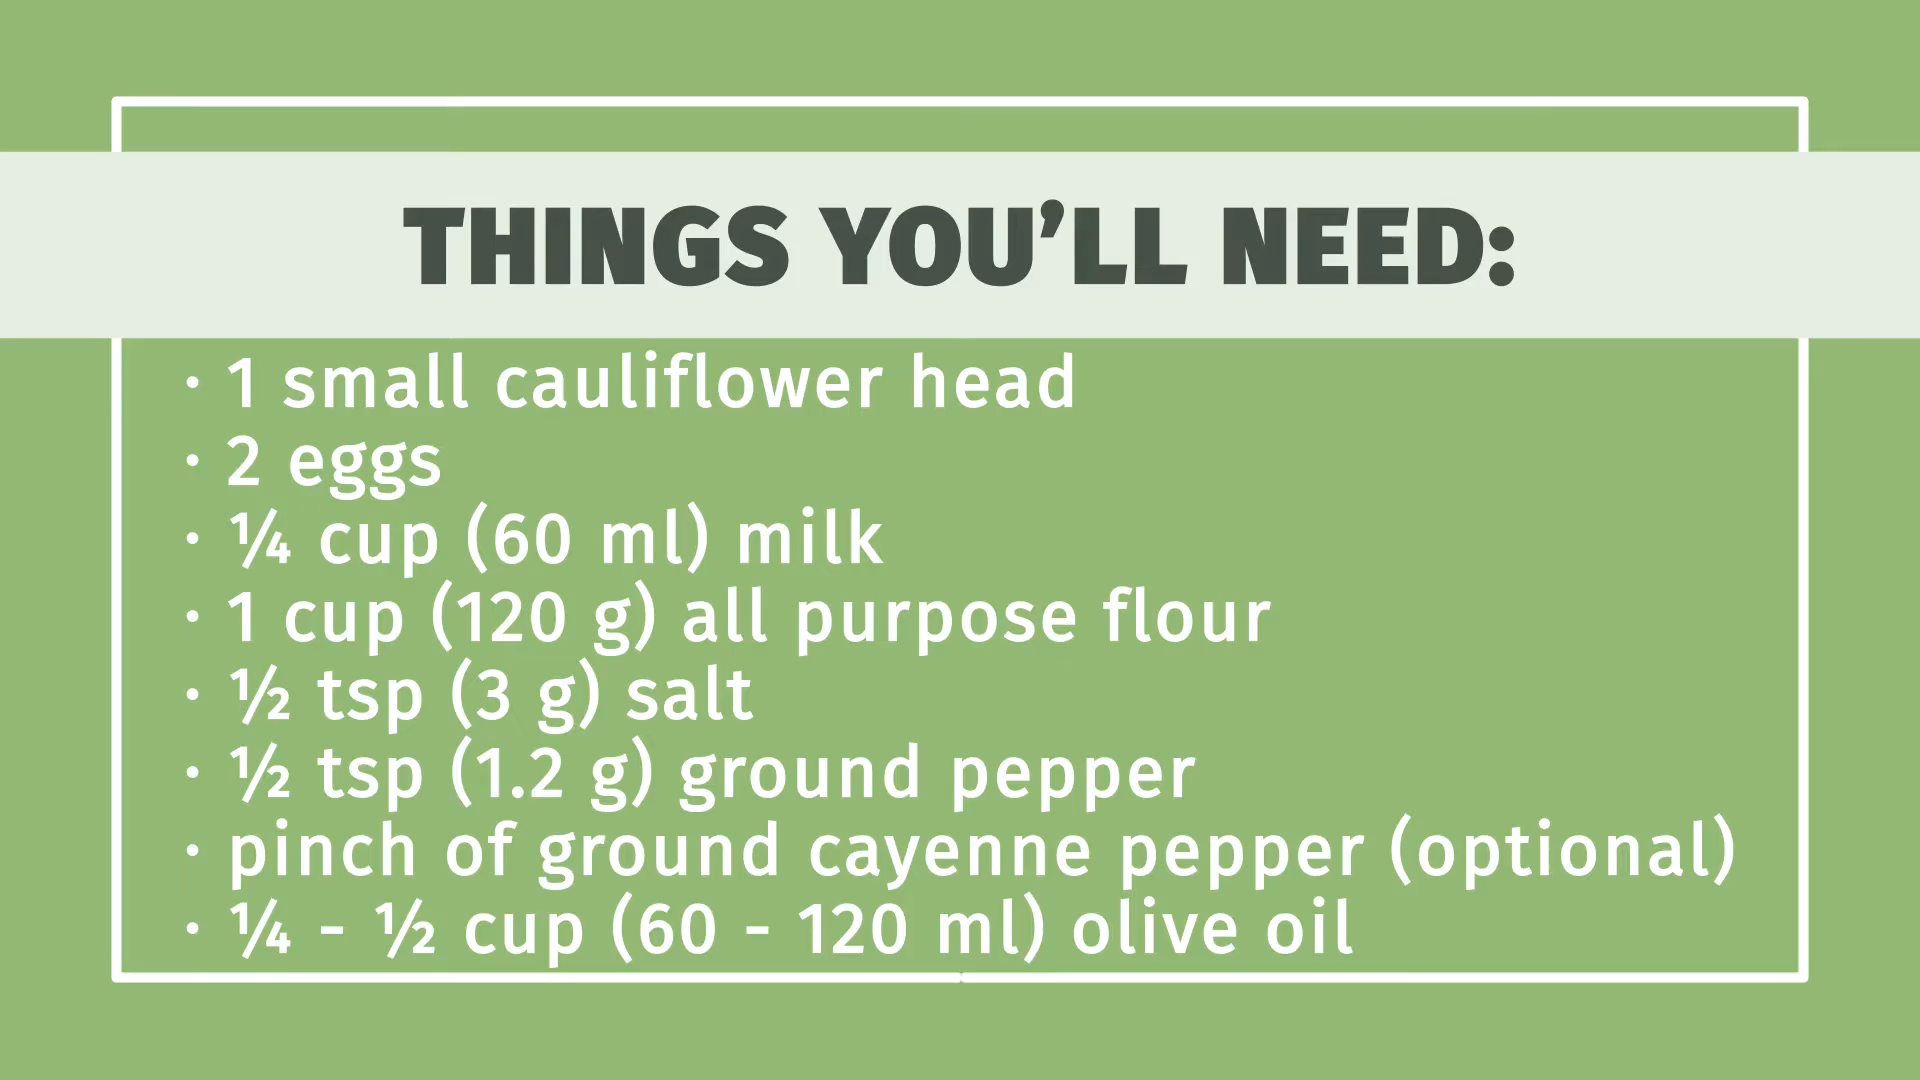 THINGS YOU’LL NEED:
· 1 small cauliflower head
· 2 eggs
· ¼ cup (60 ml) milk
· 1 cup (120 g) all purpose flour
· ½ tsp (3 g) salt
· ½ tsp (1.2 g) ground pepper
· pinch of ground cayenne pepper (optional)
· ¼ - ½ cup (60 - 120 ml) olive oil